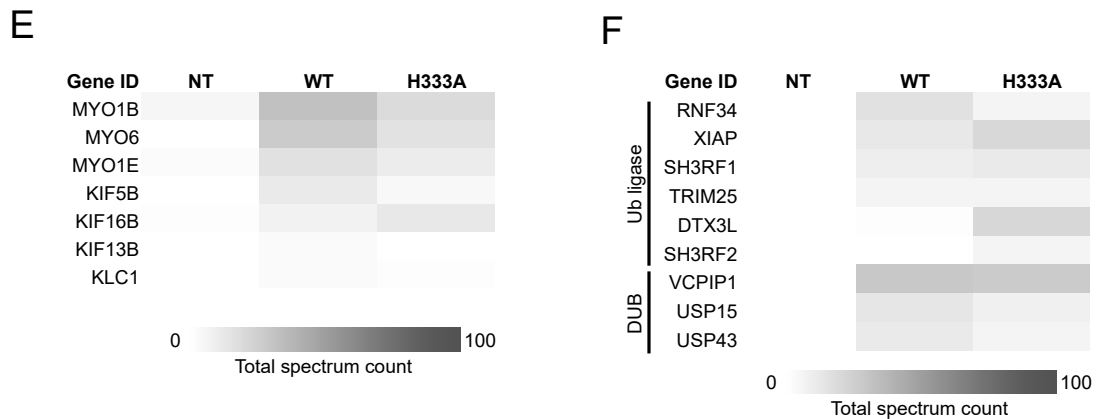 E
Gene ID NT WT H333A
MYO1B
MYO6
MYO1E
KIF5B
KIF16B
KIF13B
KLC1
0 100
Total spectrum count
F
Gene ID NT WT H333A
Ub ligase
RNF34
XIAP
SH3RF1
TRIM25
DTX3L
SH3RF2
DUB
VCPIP1
USP15
USP43
0 100
Total spectrum count